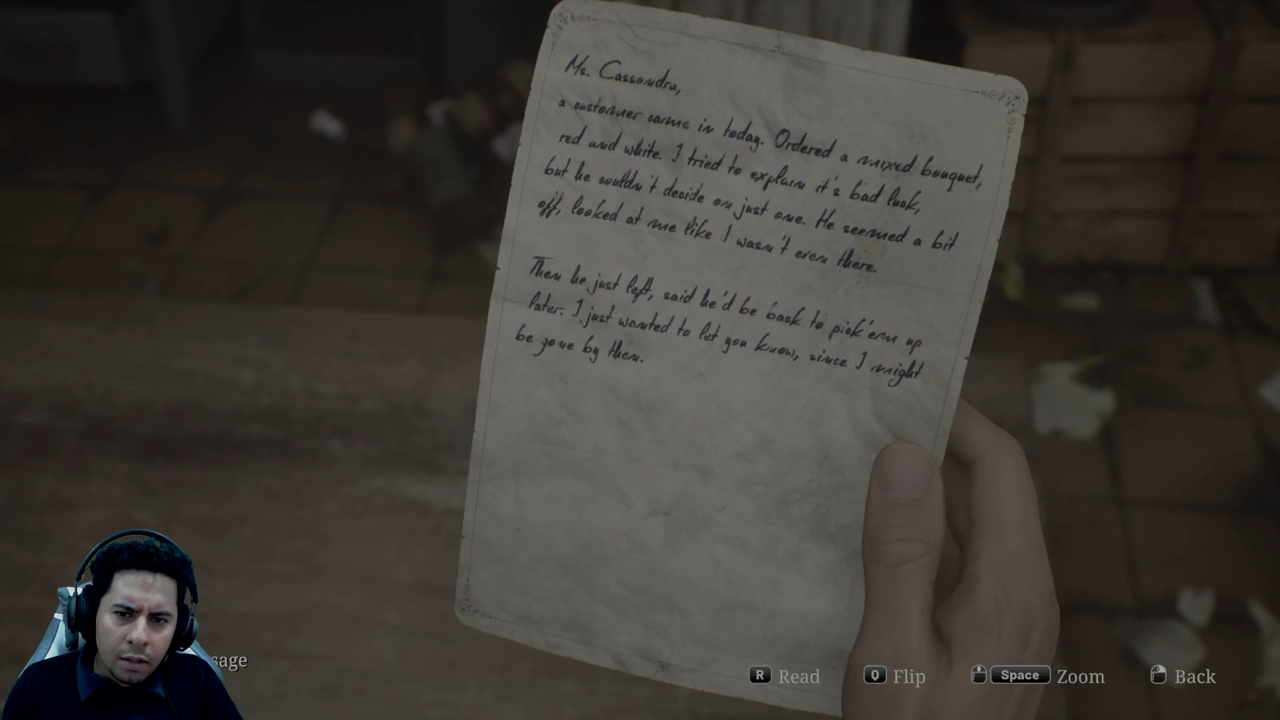 Ms. Cassandra,
a customer came in today. Ordered a mixed bouquet,
red and white. I tried to explain it's bad luck,
but he couldn't decide on just one. He seemed a bit
off, looked at me like I wasn't even there.
Then he just left, said he'd be back to pick'em up
later. I just wanted to let you know, since I might
be gone by then.
sage
R Read
Q Flip
Space Zoom
Back